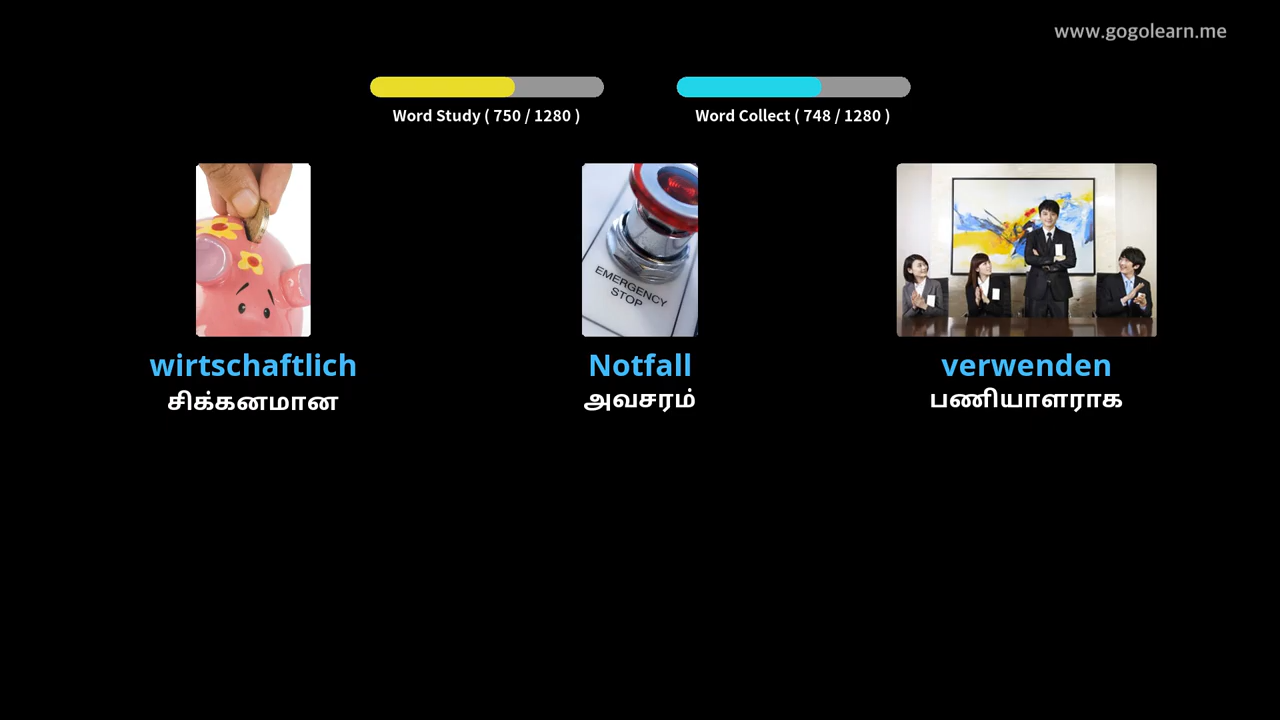 www.gogolearn.me
Word Study ( 750 / 1280 )
Word Collect ( 748 / 1280 )
EMERGENCY
STOP
wirtschaftlich
Notfall
verwenden
சிக்கனமான
அவசரம்
பணியாளராக